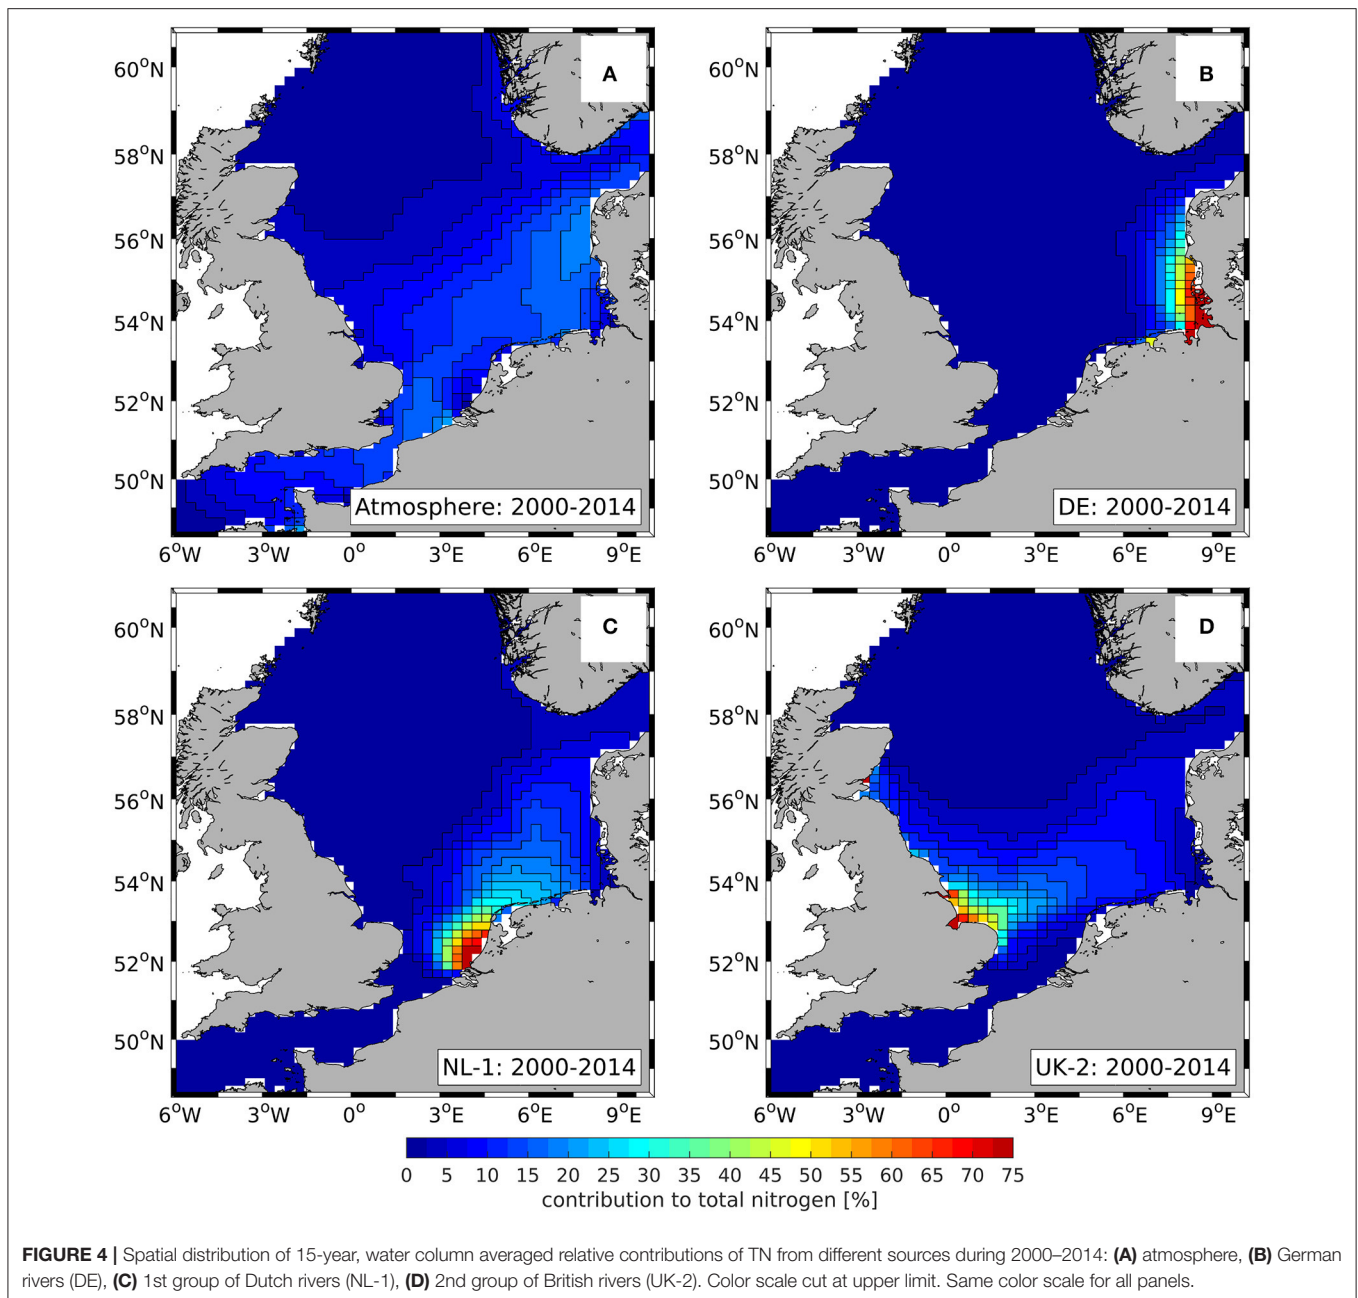 A
60°N
58°N
56°N
54°N
52°N
50°N
6°W 3°W 0° 3°E 6°E 9°E
Atmosphere: 2000-2014
B
60°N
58°N
56°N
54°N
52°N
50°N
6°W 3°W 0° 3°E 6°E 9°E
DE: 2000-2014
C
60°N
58°N
56°N
54°N
52°N
50°N
6°W 3°W 0° 3°E 6°E 9°E
NL-1: 2000-2014
D
60°N
58°N
56°N
54°N
52°N
50°N
6°W 3°W 0° 3°E 6°E 9°E
UK-2: 2000-2014
0 5 10 15 20 25 30 35 40 45 50 55 60 65 70 75
contribution to total nitrogen [%]
FIGURE 4 | Spatial distribution of 15-year, water column averaged relative contributions of TN from different sources during 2000–2014: (A) atmosphere, (B) German
rivers (DE), (C) 1st group of Dutch rivers (NL-1), (D) 2nd group of British rivers (UK-2). Color scale cut at upper limit. Same color scale for all panels.